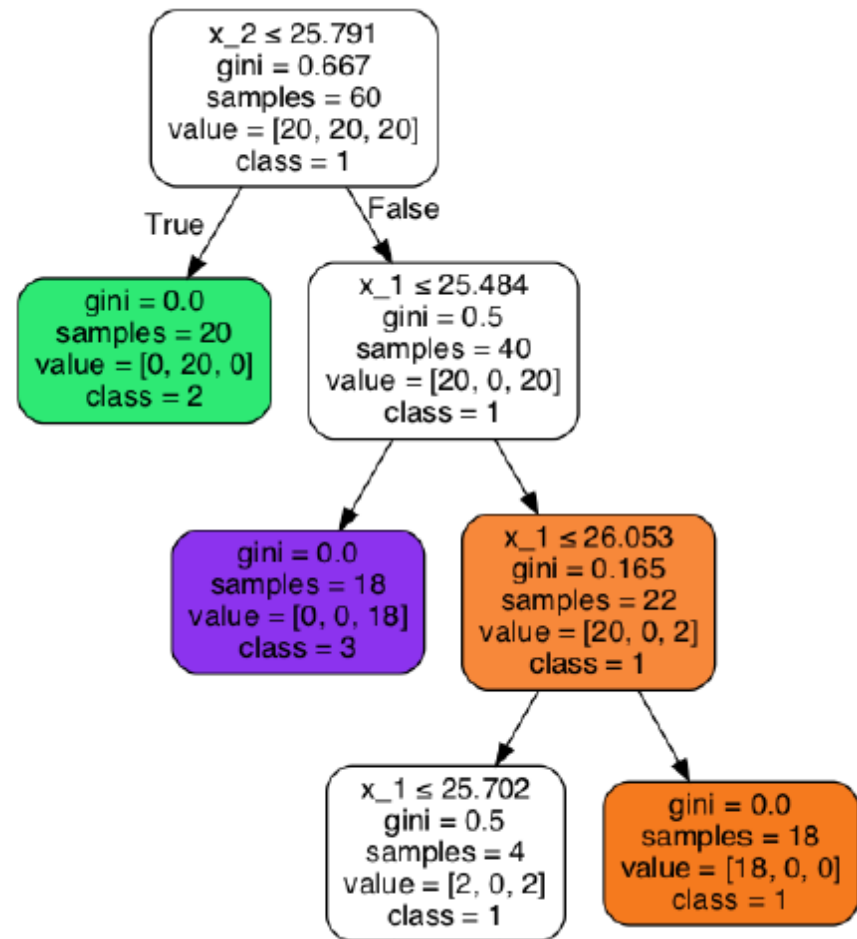 x_2 ≤ 25.791
gini = 0.667
samples = 60
value = [20, 20, 20]
class = 1
True
False
gini = 0.0
samples = 20
value = [0, 20, 0]
class = 2
x_1 ≤ 25.484
gini = 0.5
samples = 40
value = [20, 0, 20]
class = 1
gini = 0.0
samples = 18
value = [0, 0, 18]
class = 3
x_1 ≤ 26.053
gini = 0.165
samples = 22
value = [20, 0, 2]
class = 1
x_1 ≤ 25.702
gini = 0.5
samples = 4
value = [2, 0, 2]
class = 1
gini = 0.0
samples = 18
value = [18, 0, 0]
class = 1